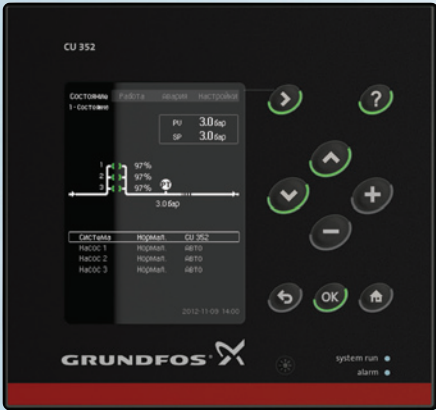 CU 352
Состояние Работа Авария Настройки
1 - Состояние
PV 3.0 бар
SP 3.0 бар
1 97%
2 97%
3 97%
PT
3.0 бар
Система Нормал. CU 352
Насос 1 Нормал. Авто
Насос 2 Нормал. Авто
Насос 3 Нормал. Авто
2012-11-09 14:00
?
+
−
OK
GRUNDFOS
system run
alarm